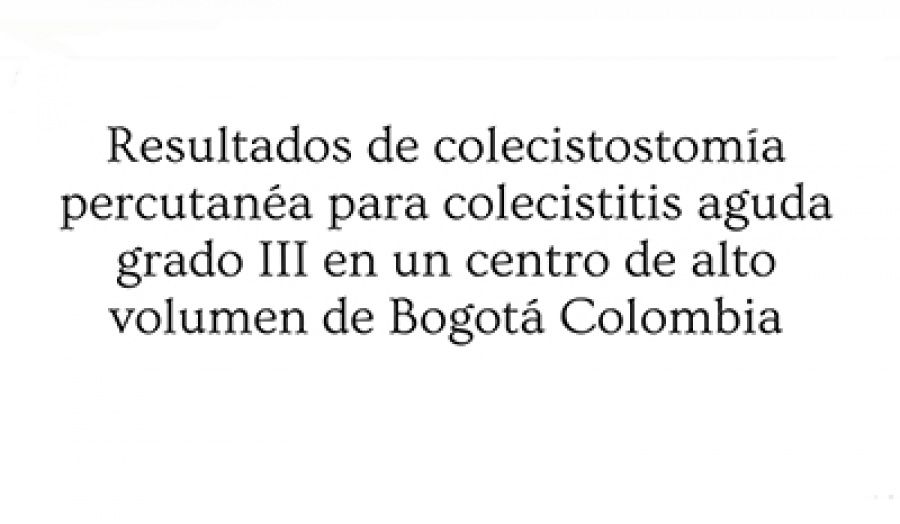 Resultados de colecistostomía
percutanéa para colecistitis aguda
grado III en un centro de alto
volumen de Bogotá Colombia